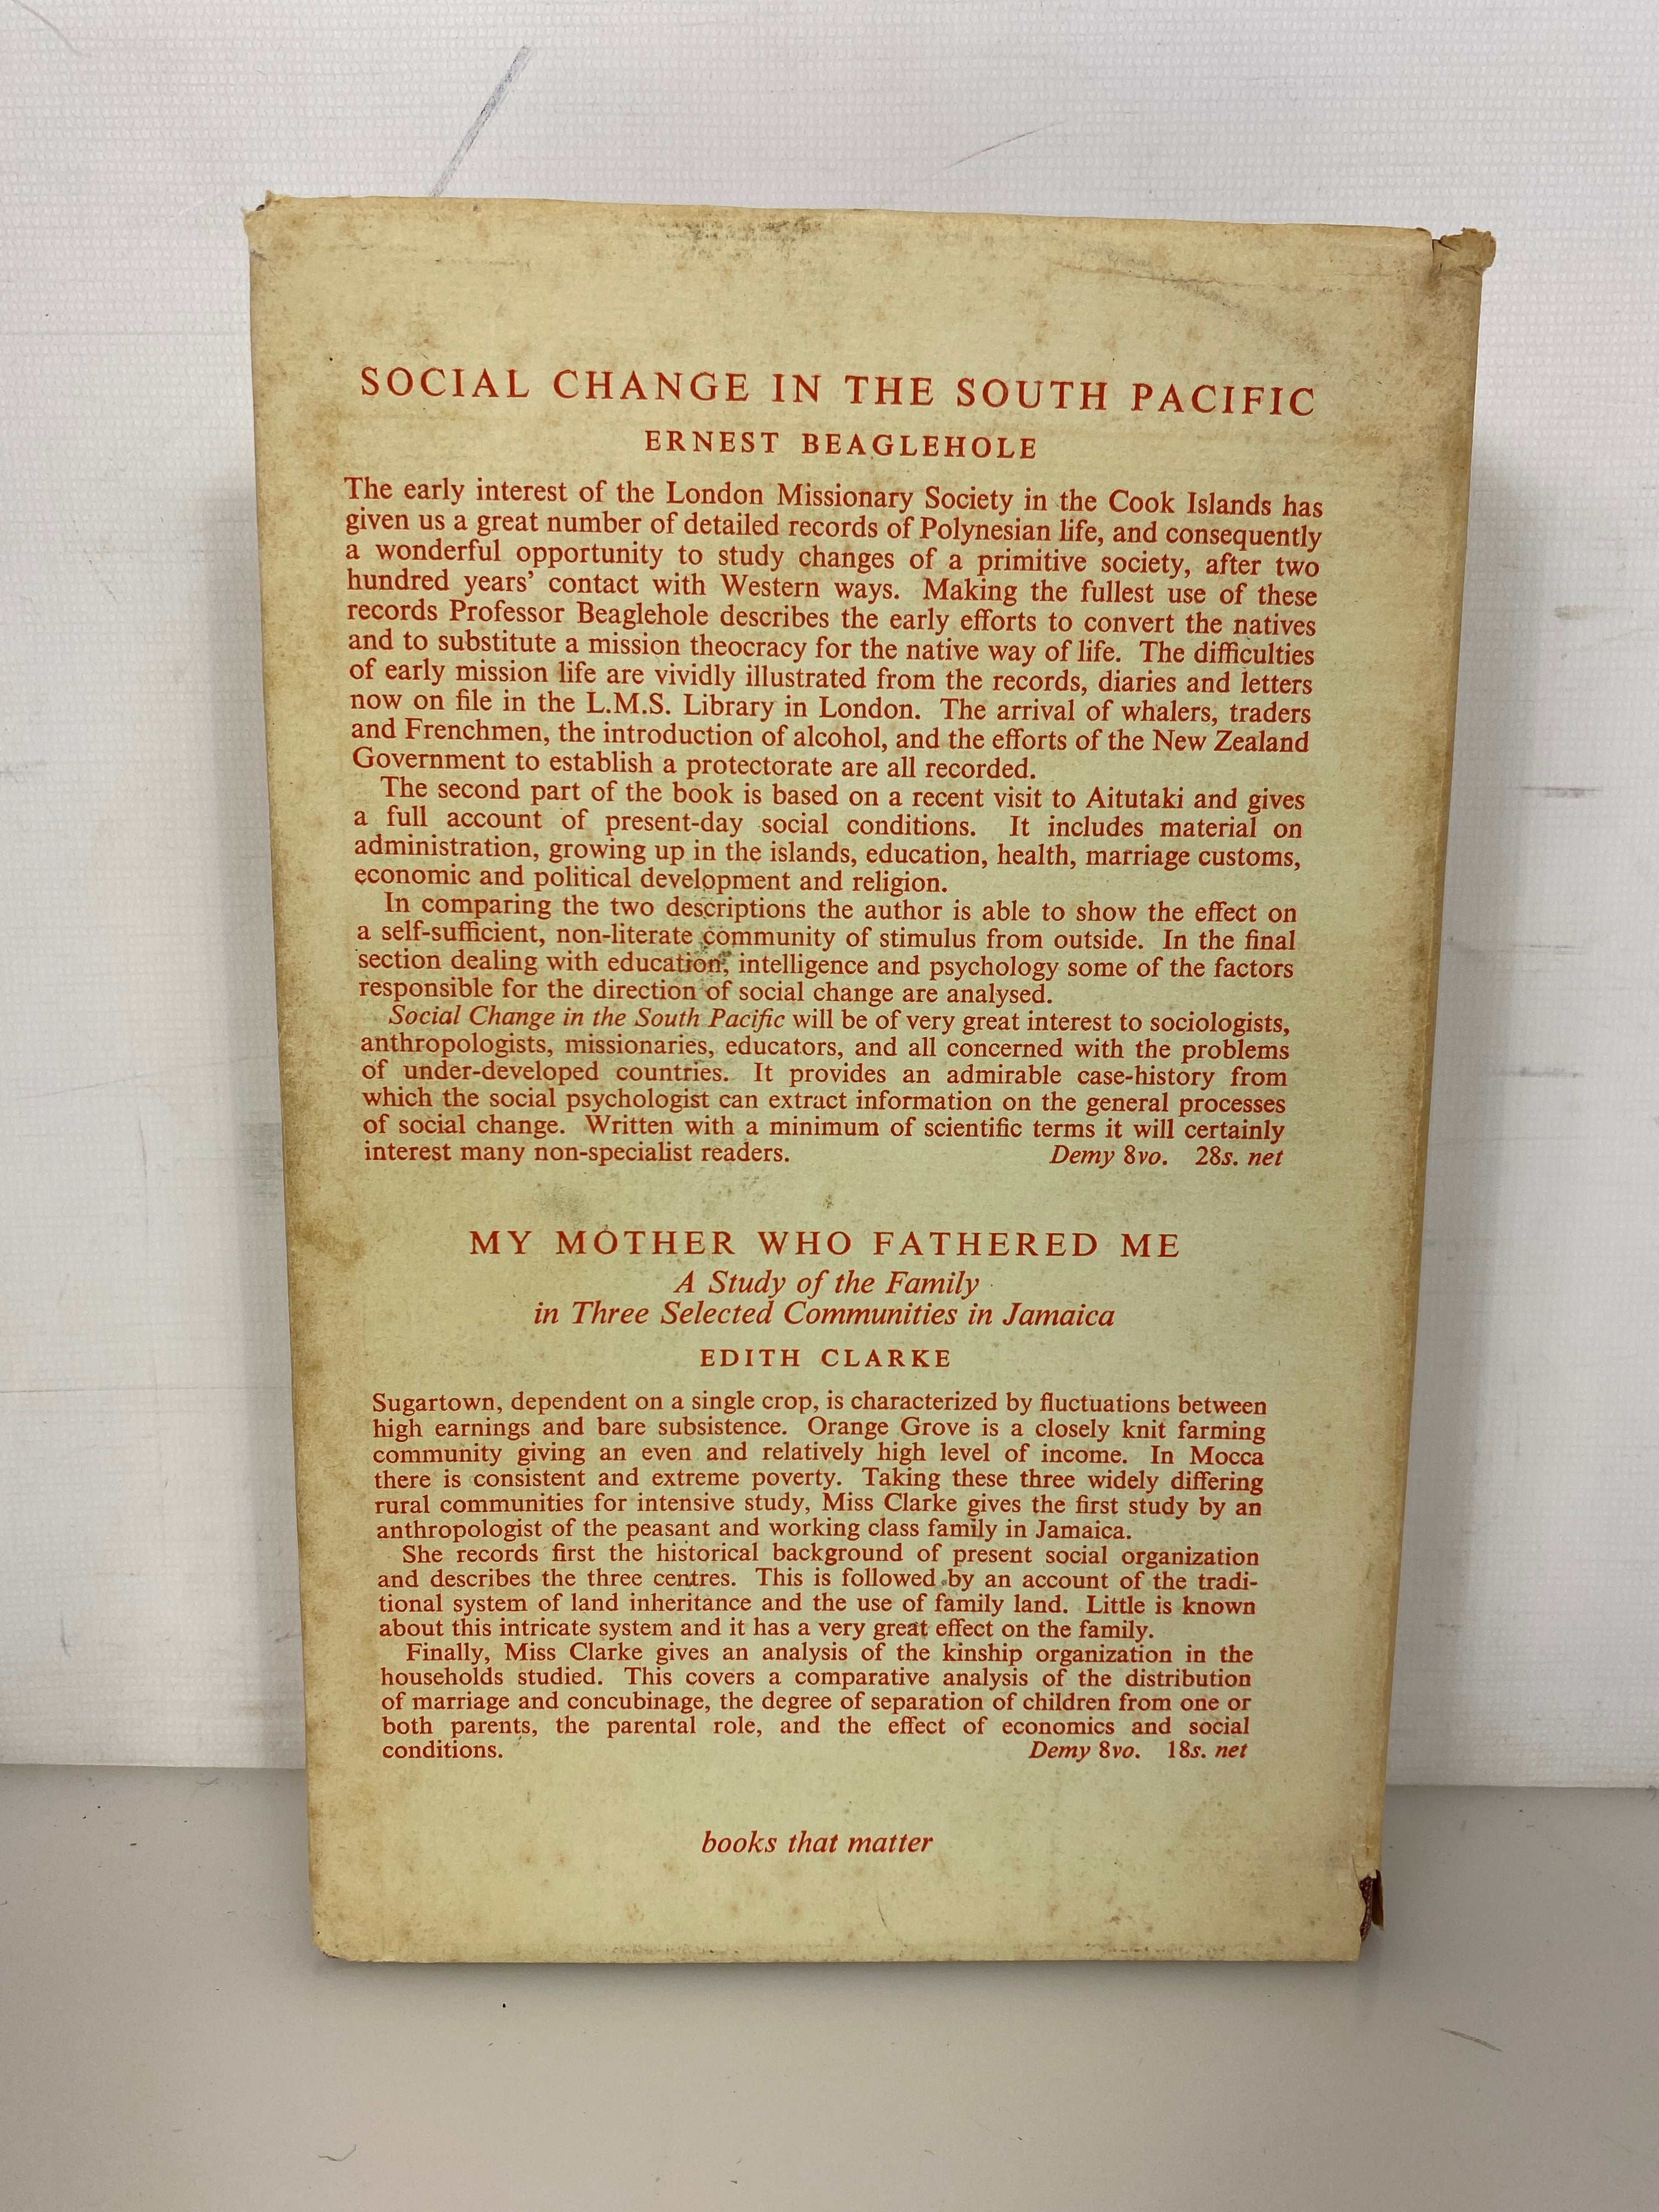 SOCIAL CHANGE IN THE SOUTH PACIFIC
ERNEST BEAGLEHOLE
The early interest of the London Missionary Society in the Cook Islands has
given us a great number of detailed records of Polynesian life, and consequently
a wonderful opportunity to study changes of a primitive society, after two
hundred years' contact with Western ways. Making the fullest use of these
records Professor Beaglehole describes the early efforts to convert the natives
and to substitute a mission theocracy for the native way of life. The difficulties
of early mission life are vividly illustrated from the records, diaries and letters
now on file in the L.M.S. Library in London. The arrival of whalers, traders
and Frenchmen, the introduction of alcohol, and the efforts of the New Zealand
Government to establish a protectorate are all recorded.
The second part of the book is based on a recent visit to Aitutaki and gives
a full account of present-day social conditions. It includes material on
administration, growing up in the islands, education, health, marriage customs,
economic and political development and religion.
In comparing the two descriptions the author is able to show the effect on
a self-sufficient, non-literate community of stimulus from outside. In the final
section dealing with education, intelligence and psychology some of the factors
responsible for the direction of social change are analysed.
Social Change in the South Pacific will be of very great interest to sociologists,
anthropologists, missionaries, educators, and all concerned with the problems
of under-developed countries. It provides an admirable case-history from
which the social psychologist can extract information on the general processes
of social change. Written with a minimum of scientific terms it will certainly
interest many non-specialist readers. Demy 8vo. 28s. net
MY MOTHER WHO FATHERED ME
A Study of the Family
in Three Selected Communities in Jamaica
EDITH CLARKE
Sugartown, dependent on a single crop, is characterized by fluctuations between
high earnings and bare subsistence. Orange Grove is a closely knit farming
community giving an even and relatively high level of income. In Mocca
there is consistent and extreme poverty. Taking these three widely differing
rural communities for intensive study, Miss Clarke gives the first study by an
anthropologist of the peasant and working class family in Jamaica.
She records first the historical background of present social organization
and describes the three centres. This is followed by an account of the tradi-
tional system of land inheritance and the use of family land. Little is known
about this intricate system and it has a very great effect on the family.
Finally, Miss Clarke gives an analysis of the kinship organization in the
households studied. This covers a comparative analysis of the distribution
of marriage and concubinage, the degree of separation of children from one or
both parents, the parental role, and the effect of economics and social
conditions. Demy 8vo. 18s. net
books that matter